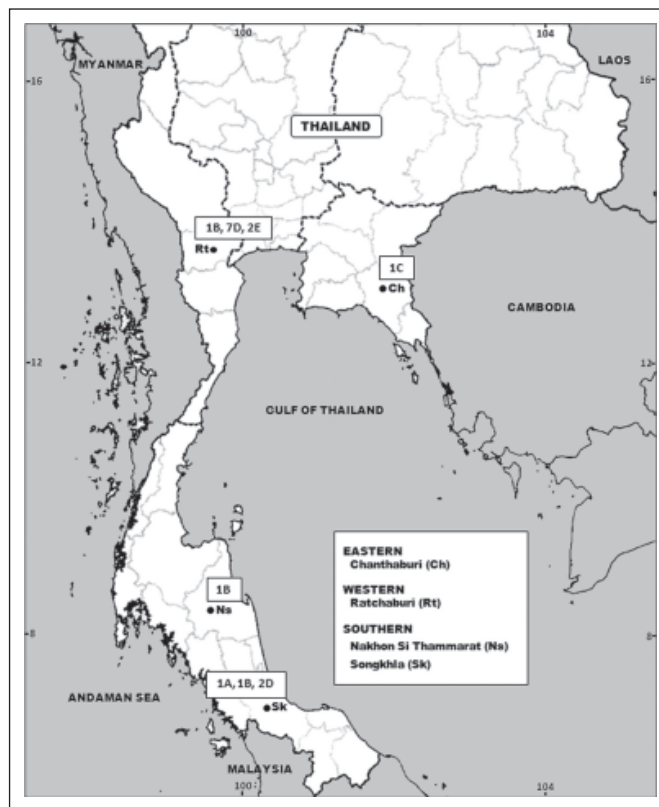 104
MYANMAR
LAOS
16
16
THAILAND
1B, 7D, 2E
Rt
1C
Ch
CAMBODIA
12
12
GULF OF THAILAND
EASTERN
Chanthaburi (Ch)
WESTERN
Ratchaburi (Rt)
SOUTHERN
Nakhon Si Thammarat (Ns)
Songkhla (Sk)
1B
Ns
8
8
1A,1B, 2D
Sk
ANDAMAN SEA
MALAYSIA
100
104